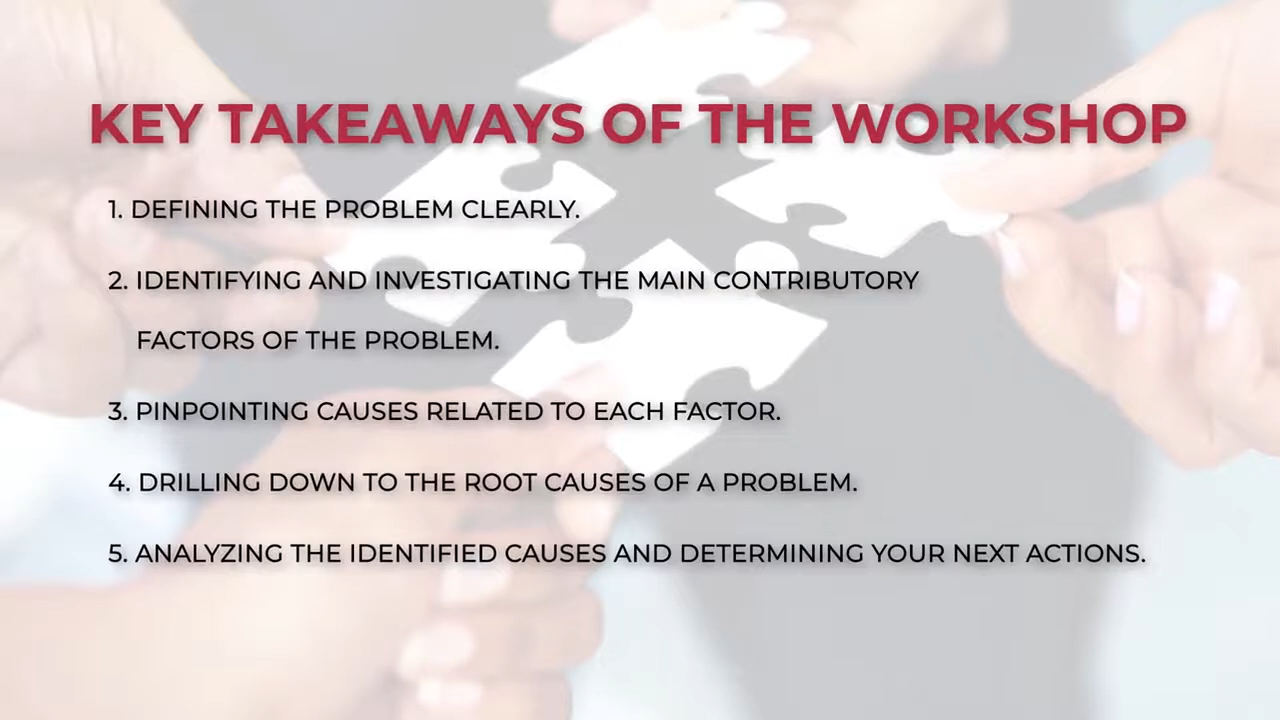 KEY TAKEAWAYS OF THE WORKSHOP
1. DEFINING THE PROBLEM CLEARLY.
2. IDENTIFYING AND INVESTIGATING THE MAIN CONTRIBUTORY
FACTORS OF THE PROBLEM.
3. PINPOINTING CAUSES RELATED TO EACH FACTOR.
4. DRILLING DOWN TO THE ROOT CAUSES OF A PROBLEM.
5. ANALYZING THE IDENTIFIED CAUSES AND DETERMINING YOUR NEXT ACTIONS.